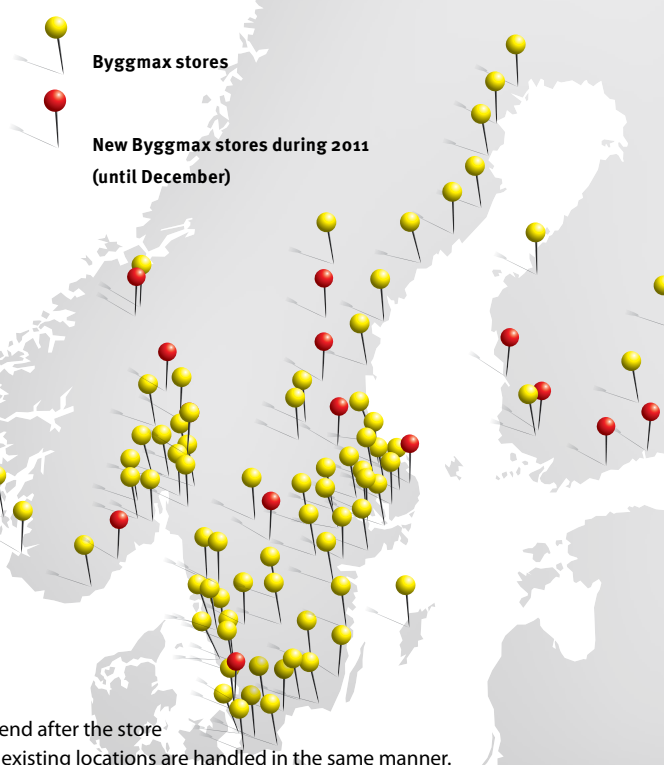 Byggmax stores
New Byggmax stores during 2011
(until December)
end after the store
existing locations are handled in the same manner.